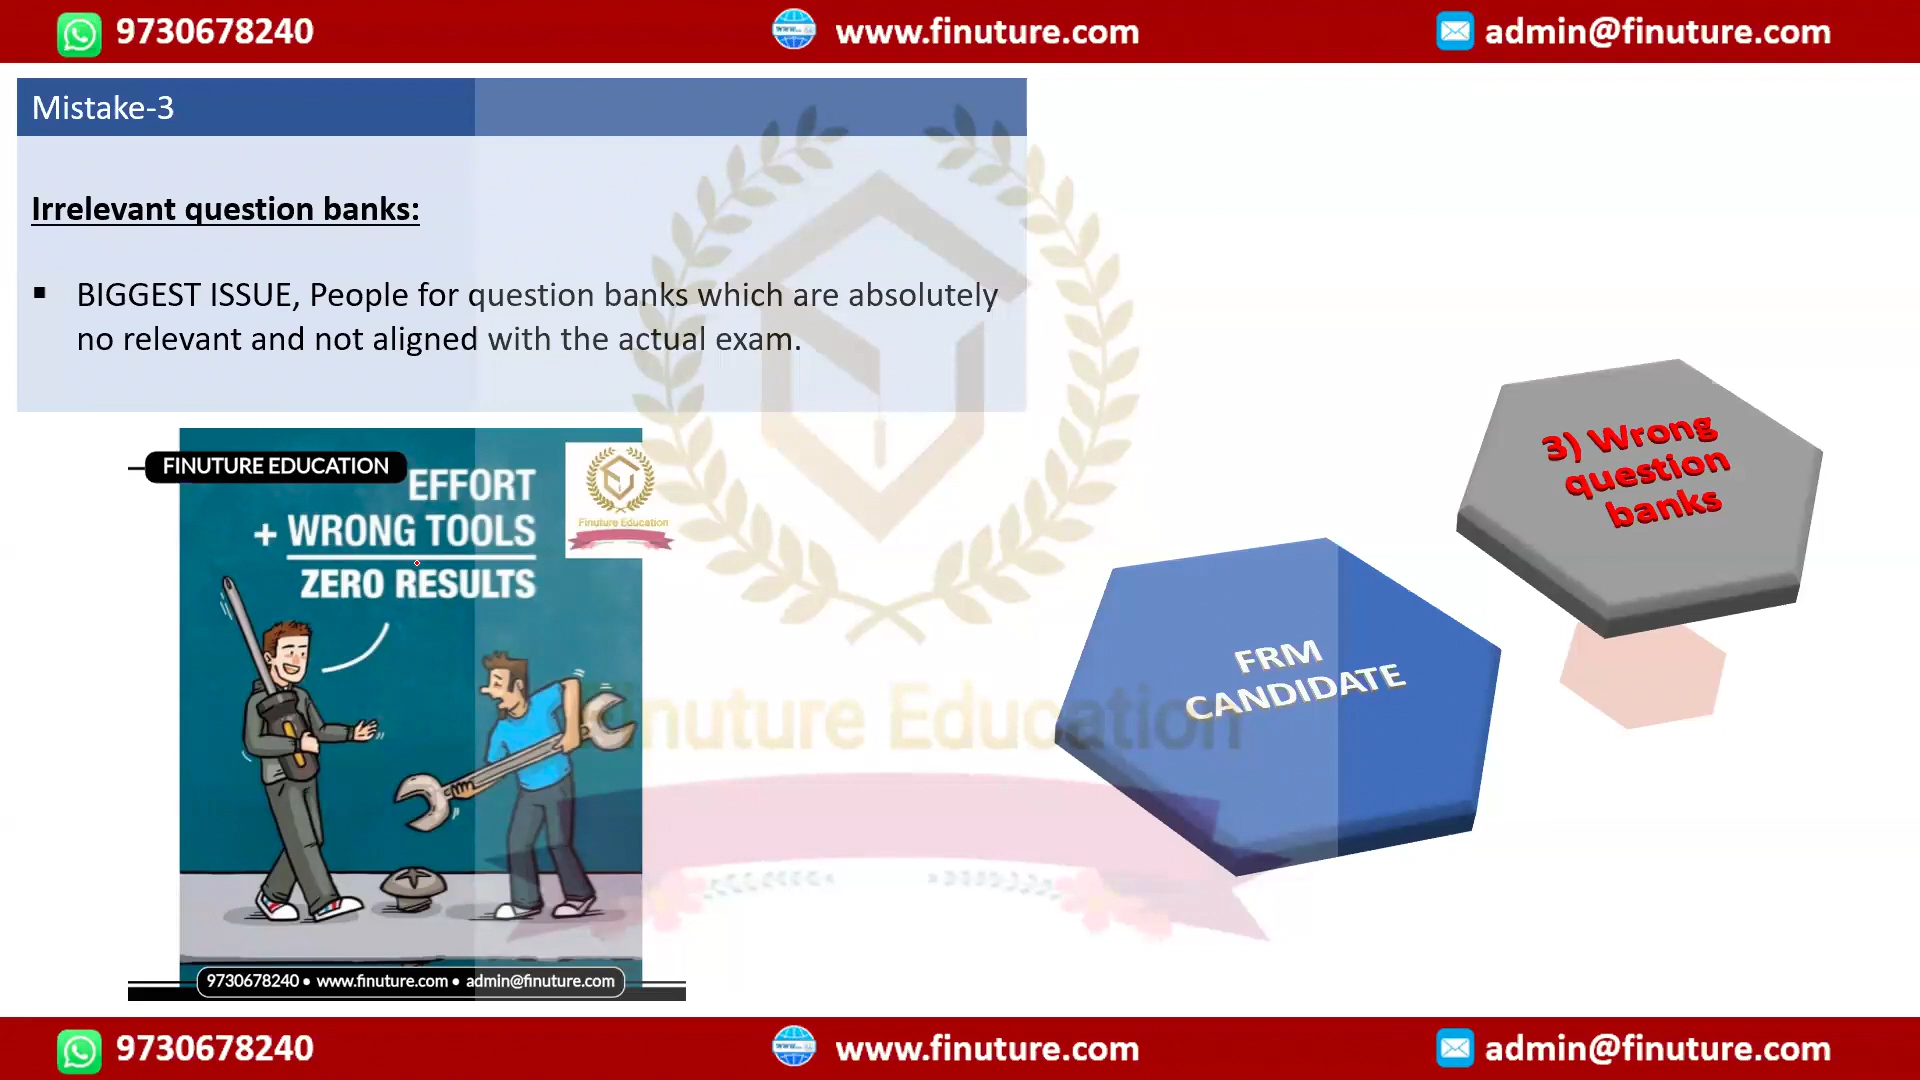 9730678240
www.finuture.com
admin@finuture.com
Mistake-3
Irrelevant question banks:
▪ BIGGEST ISSUE, People for question banks which are absolutely
no relevant and not aligned with the actual exam.
FINUTURE EDUCATION
EFFORT
+ WRONG TOOLS
ZERO RESULTS
Finuture Education
9730678240 • www.finuture.com • admin@finuture.com
3) Wrong
question
banks
FRM
CANDIDATE
Finuture Education
9730678240
www.finuture.com
admin@finuture.com